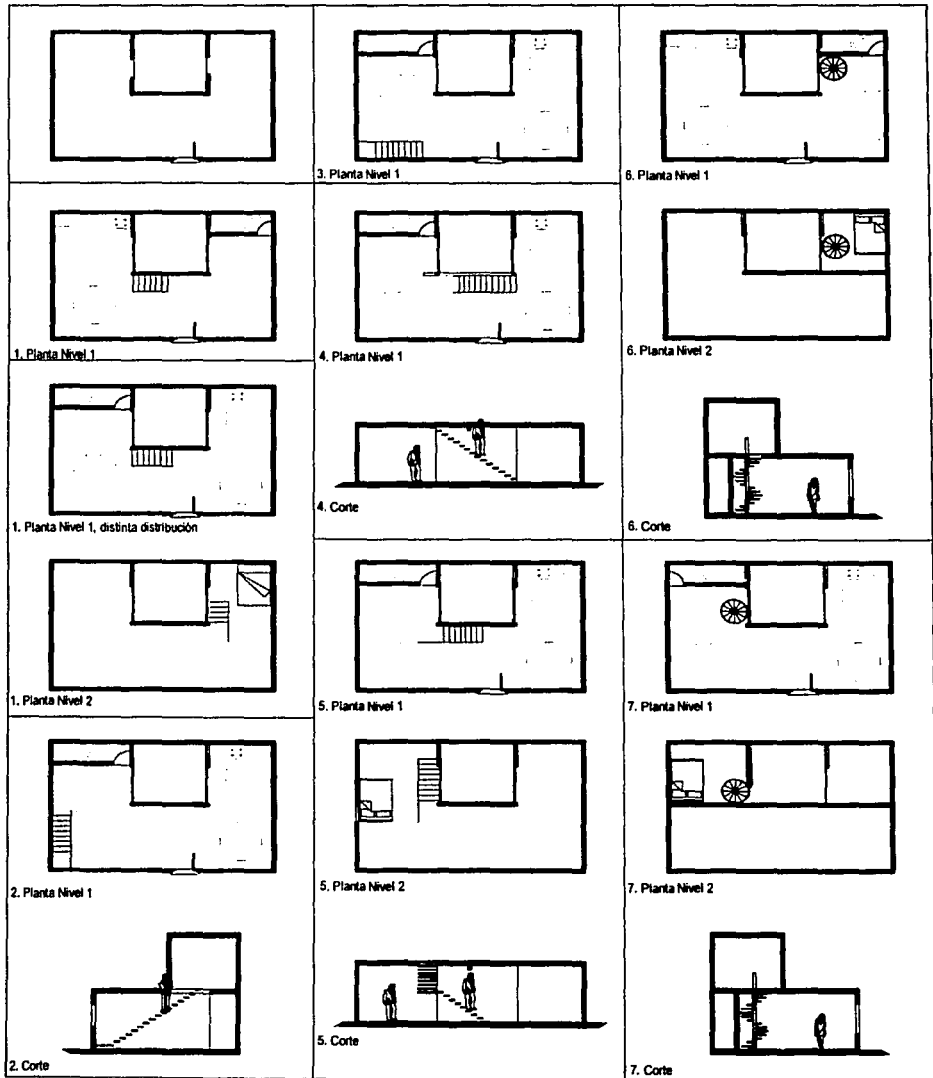 1. Planta Nivel 1
1. Planta Nivel 1, distinta distribución
1. Planta Nivel 2
2. Planta Nivel 1
2. Corte
3. Planta Nivel 1
4. Planta Nivel 1
4. Corte
5. Planta Nivel 1
5. Planta Nivel 2
5. Corte
6. Planta Nivel 1
6. Planta Nivel 2
6. Corte
7. Planta Nivel 1
7. Planta Nivel 2
7. Corte